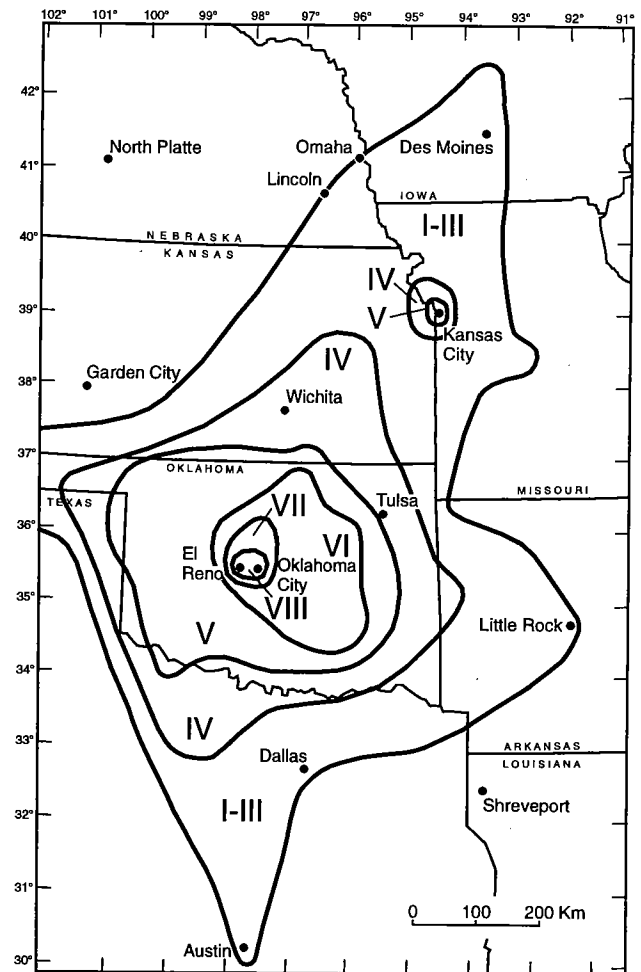 102° 101° 100° 99° 98° 97° 96° 95° 94° 93° 92° 91°
42°
41°
40°
39°
38°
37°
36°
35°
34°
33°
32°
31°
30°
North Platte
Omaha
Des Moines
Lincoln
IOWA
I-III
NEBRASKA
KANSAS
IV
V
Kansas
City
Garden City
IV
Wichita
OKLAHOMA
TEXAS
MISSOURI
Tulsa
VII
VI
El
Reno
Oklahoma
City
VIII
V
Little Rock
IV
Dallas
ARKANSAS
LOUISIANA
I-III
Shreveport
0 100 200 Km
Austin